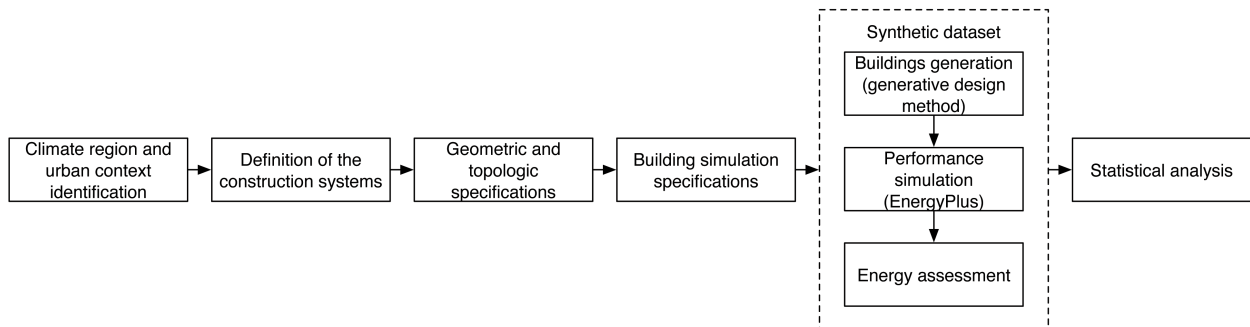 Climate region and
urban context
identification
Definition of the
construction systems
Geometric and
topologic
specifications
Building simulation
specifications
Synthetic dataset
Buildings generation
(generative design
method)
Performance
simulation
(EnergyPlus)
Energy assessment
Statistical analysis